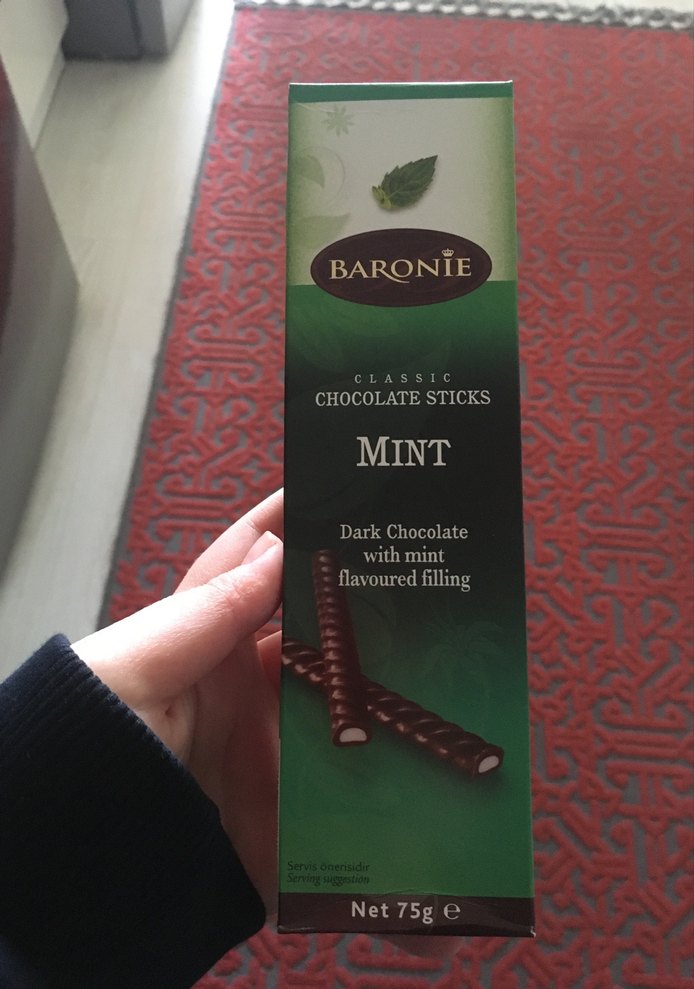 BARONIE
CLASSIC
CHOCOLATE STICKS
MINT
Dark Chocolate
with mint
flavoured filling
Servis önerisidir
Serving suggestion
Net 75g ℮